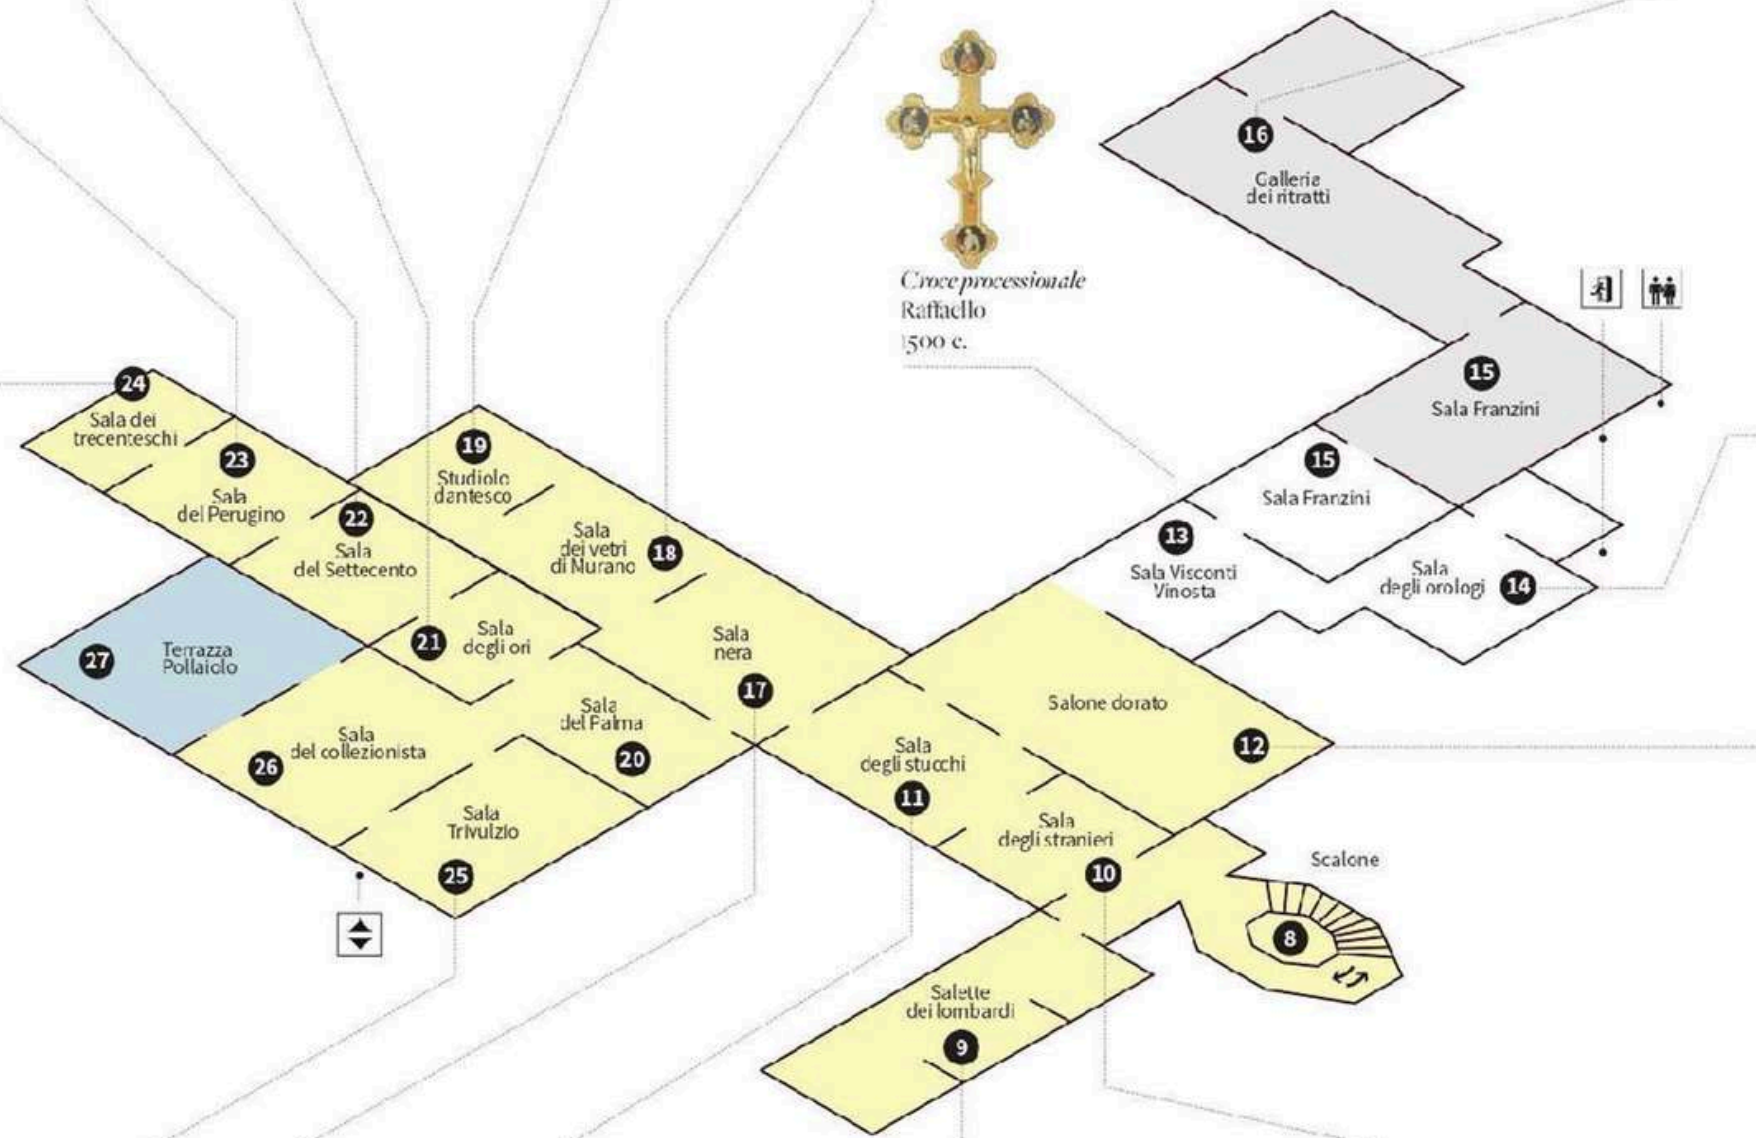 16
Galleria
dei ritratti
Croce processionale
Raffaello
1500 c.
15
Sala Franzini
24
Sala dei
trecenteschi
23
Sala
del Perugino
19
Studiolo
dantesco
22
Sala
del Settecento
Sala
dei vetri
di Murano
18
15
Sala Franzini
13
Sala Visconti
Vinosta
Sala
degli orologi
14
27
Terrazza
Pollaiolo
21
Sala
degli ori
Sala
nera
17
Salone dorato
12
Sala
del Palma
20
26
Sala
del collezionista
Sala
degli stucchi
11
Sala
Trivulzio
25
Sala
degli stranieri
10
Scalone
8
Salette
dei lombardi
9